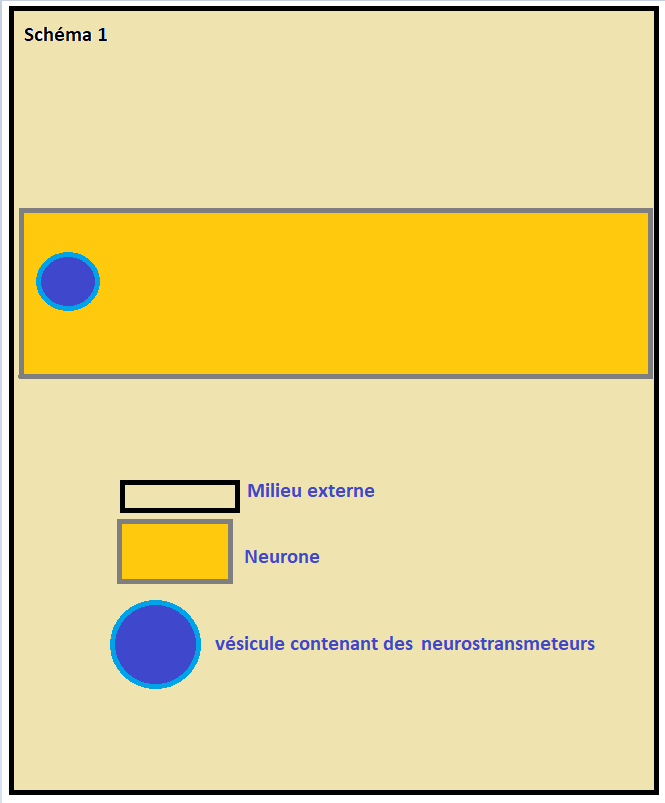 Schéma 1
Milieu externe
Neurone
vésicule contenant des neurostransmeteurs